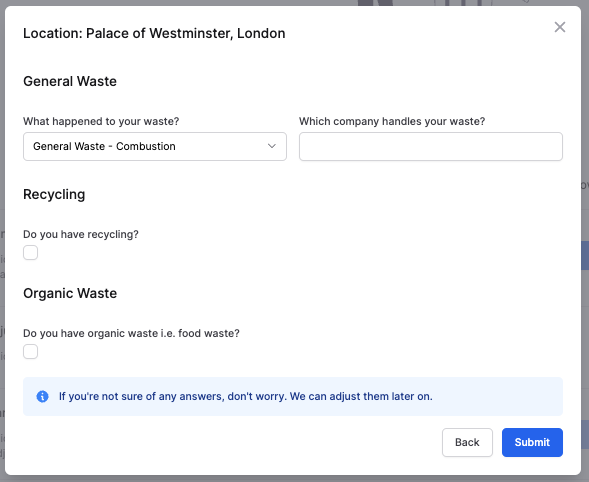 Location: Palace of Westminster, London
General Waste
What happened to your waste?
Which company handles your waste?
General Waste - Combustion
Recycling
Do you have recycling?
Organic Waste
Do you have organic waste i.e. food waste?
If you're not sure of any answers, don't worry. We can adjust them later on.
Back
Submit